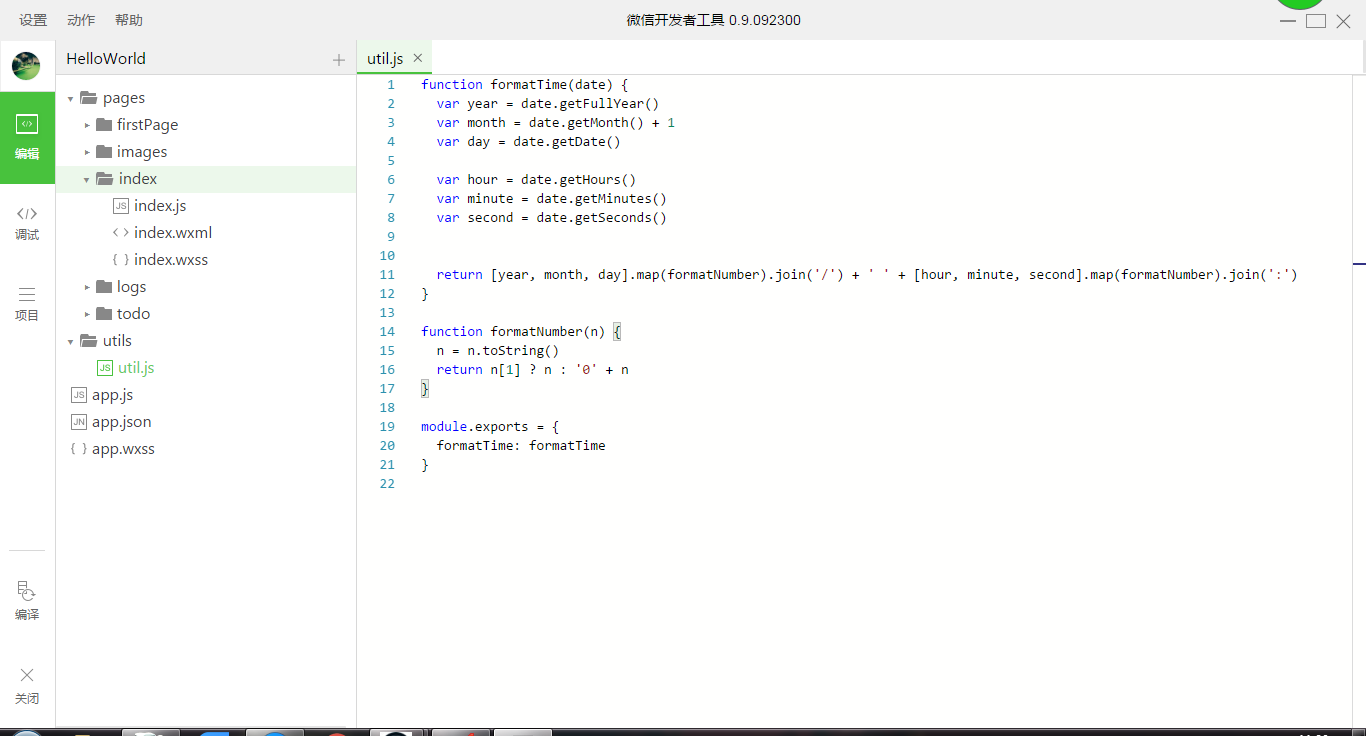 设置 动作 帮助
微信开发者工具 0.9.092300
HelloWorld
util.js
编辑
调试
项目
编译
关闭
pages
firstPage
images
index
JS index.js
< > index.wxml
{ } index.wxss
logs
todo
utils
JS util.js
JS app.js
JN app.json
{ } app.wxss
1 function formatTime(date) {
2 var year = date.getFullYear()
3 var month = date.getMonth() + 1
4 var day = date.getDate()
5
6 var hour = date.getHours()
7 var minute = date.getMinutes()
8 var second = date.getSeconds()
9
10
11 return [year, month, day].map(formatNumber).join('/') + ' ' + [hour, minute, second].map(formatNumber).join(':')
12 }
13
14 function formatNumber(n) {
15 n = n.toString()
16 return n[1] ? n : '0' + n
17 }
18
19 module.exports = {
20 formatTime: formatTime
21 }
22